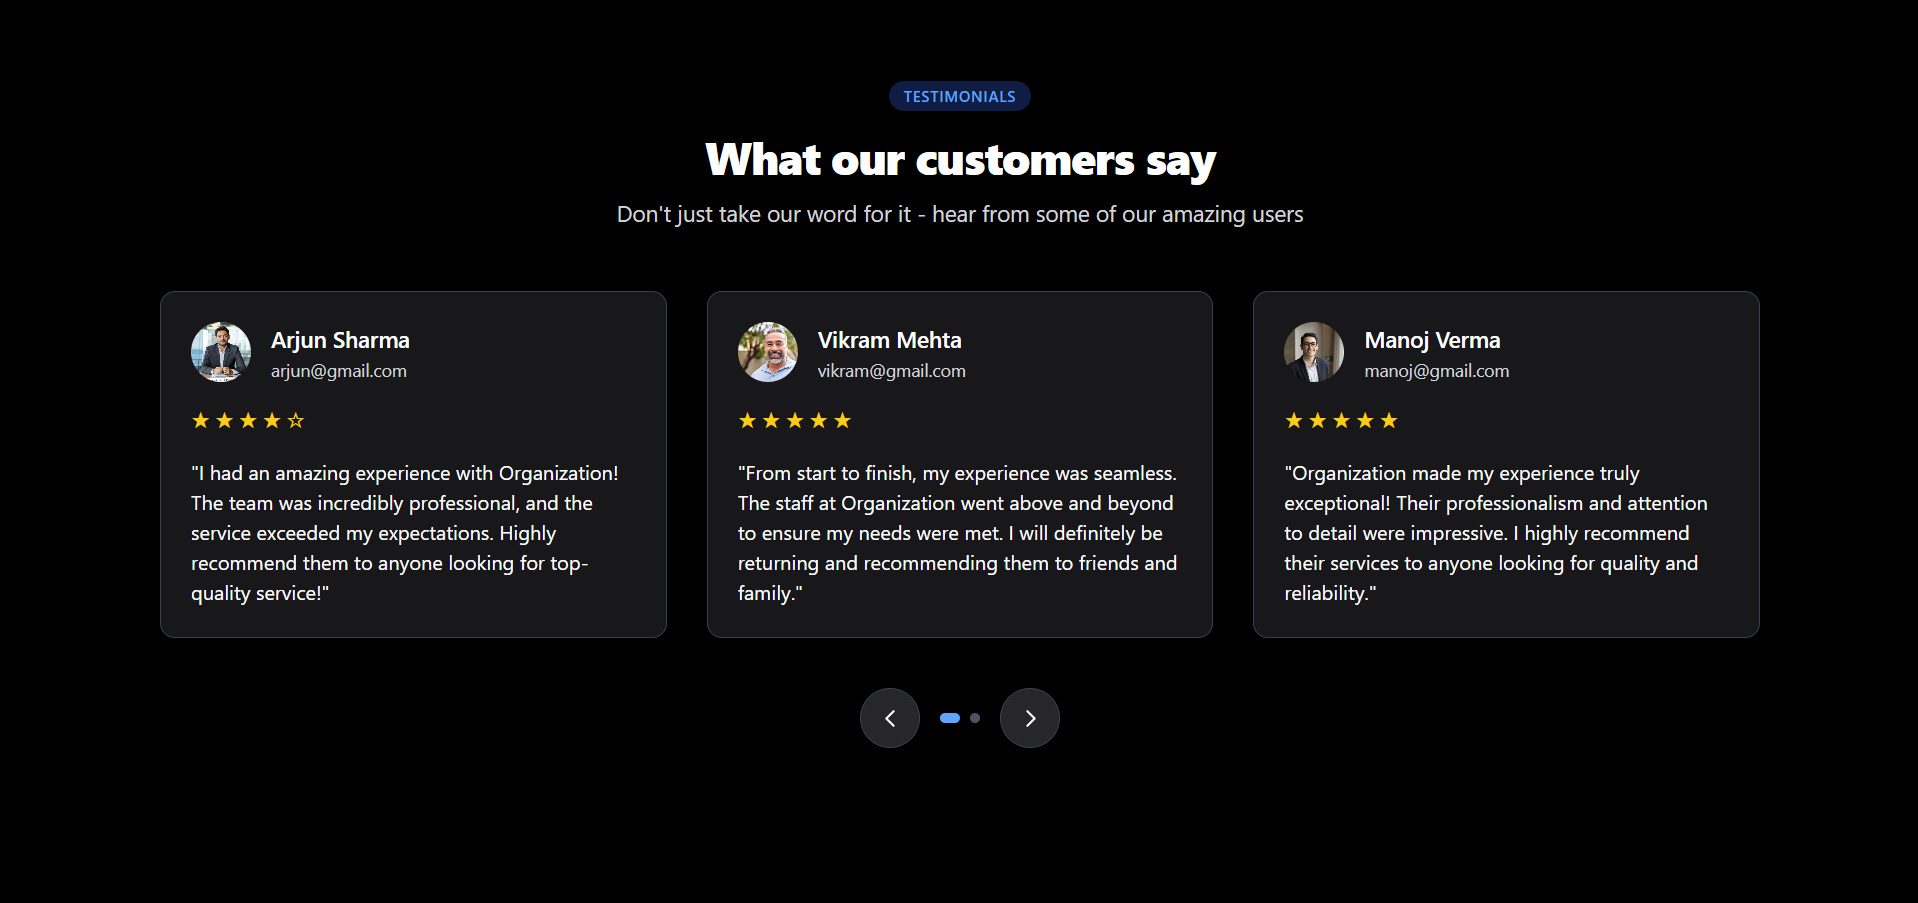 TESTIMONIALS
What our customers say
Don't just take our word for it - hear from some of our amazing users
Arjun Sharma
arjun@gmail.com
★★★★☆
"I had an amazing experience with Organization!
The team was incredibly professional, and the
service exceeded my expectations. Highly
recommend them to anyone looking for top-
quality service!"
Vikram Mehta
vikram@gmail.com
★★★★★
"From start to finish, my experience was seamless.
The staff at Organization went above and beyond
to ensure my needs were met. I will definitely be
returning and recommending them to friends and
family."
Manoj Verma
manoj@gmail.com
★★★★★
"Organization made my experience truly
exceptional! Their professionalism and attention
to detail were impressive. I highly recommend
their services to anyone looking for quality and
reliability."